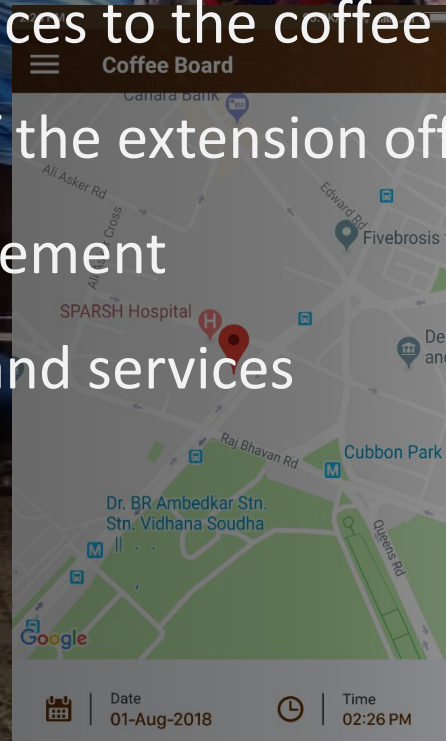 ces to the coffee
Coffee Board
Canara Bank
the extension off
Ali Asker Rd
Edward Rd
Fivebrosis
ement
SPARSH Hospital
H
De
an
nd services
Raj Bhavan Rd
Cubbon Park
M
Dr. BR Ambedkar Stn.
Stn. Vidhana Soudha
Queens Rd
M
Google
Date
Time
01-Aug-2018
02:26 PM